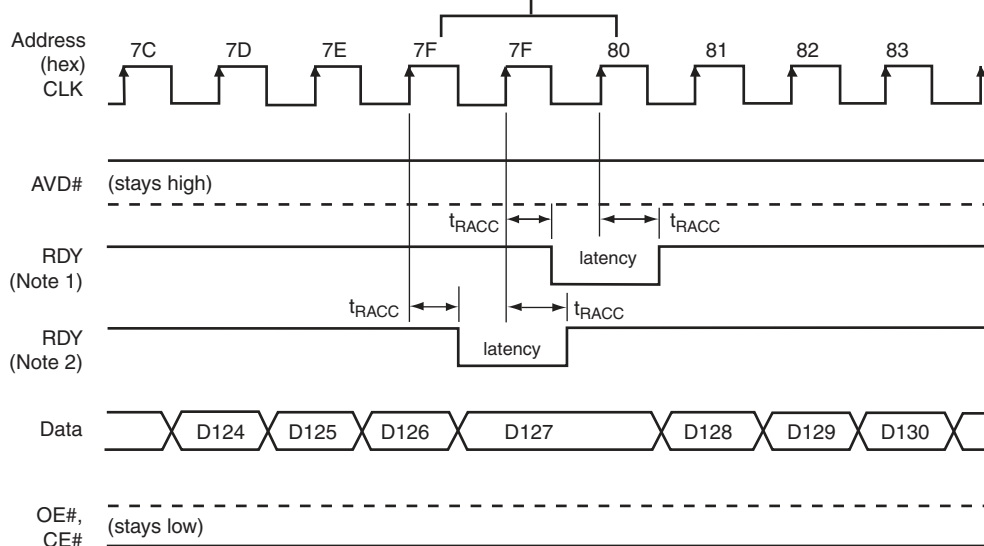 Address
(hex)
CLK
7C 7D 7E 7F 7F 80 81 82 83
AVD# (stays high)
tRACC tRACC
RDY
(Note 1)
latency
tRACC tRACC
RDY
(Note 2)
latency
Data D124 D125 D126 D127 D128 D129 D130
OE#,
CE#
(stays low)